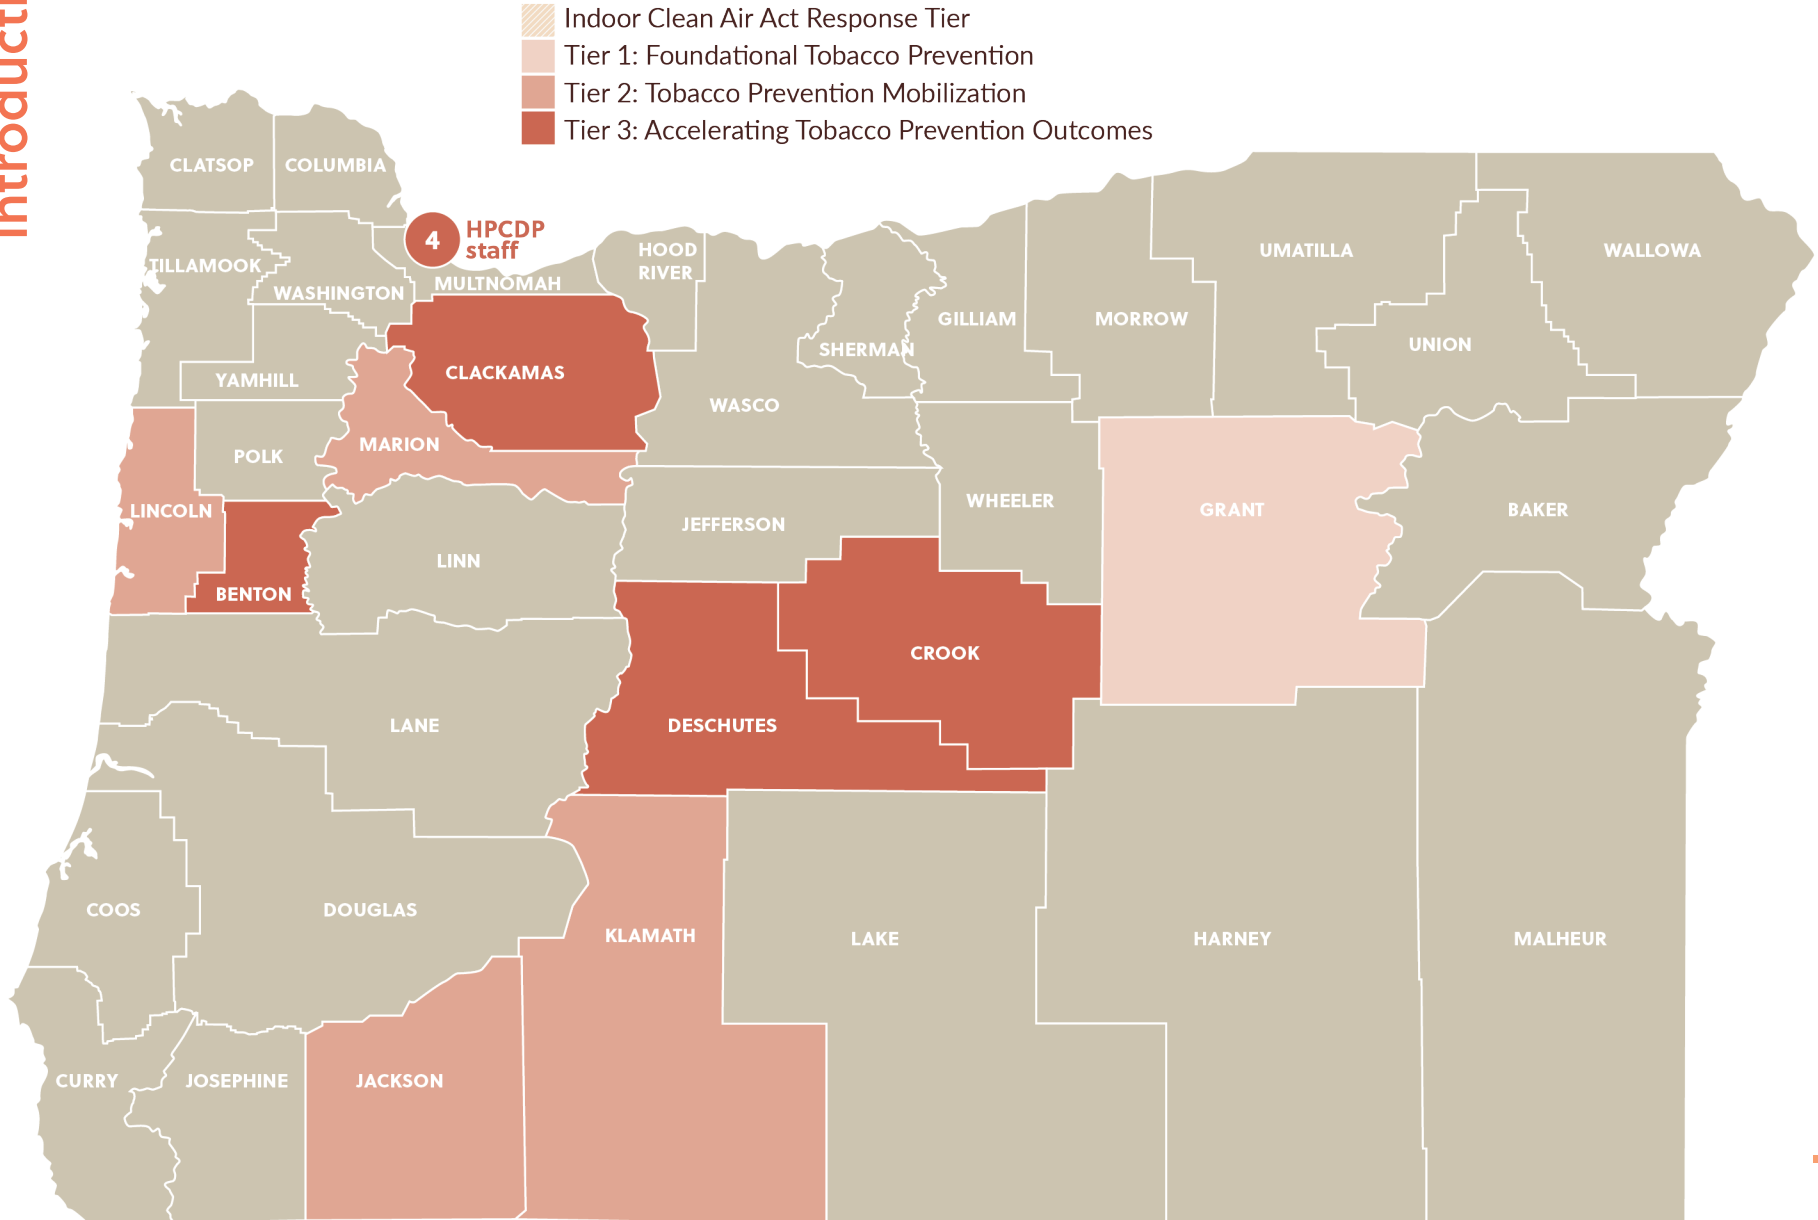 Introducti
Indoor Clean Air Act Response Tier
Tier 1: Foundational Tobacco Prevention
Tier 2: Tobacco Prevention Mobilization
Tier 3: Accelerating Tobacco Prevention Outcomes
CLATSOP
COLUMBIA
4
HPCDP
staff
HOOD
RIVER
UMATILLA
WALLOWA
TILLAMOOK
WASHINGTON
MULTNOMAH
GILLIAM
MORROW
UNION
SHERMAN
CLACKAMAS
YAMHILL
WASCO
MARION
POLK
LINCOLN
JEFFERSON
WHEELER
GRANT
BAKER
LINN
BENTON
CROOK
LANE
DESCHUTES
COOS
DOUGLAS
KLAMATH
LAKE
HARNEY
MALHEUR
CURRY
JOSEPHINE
JACKSON